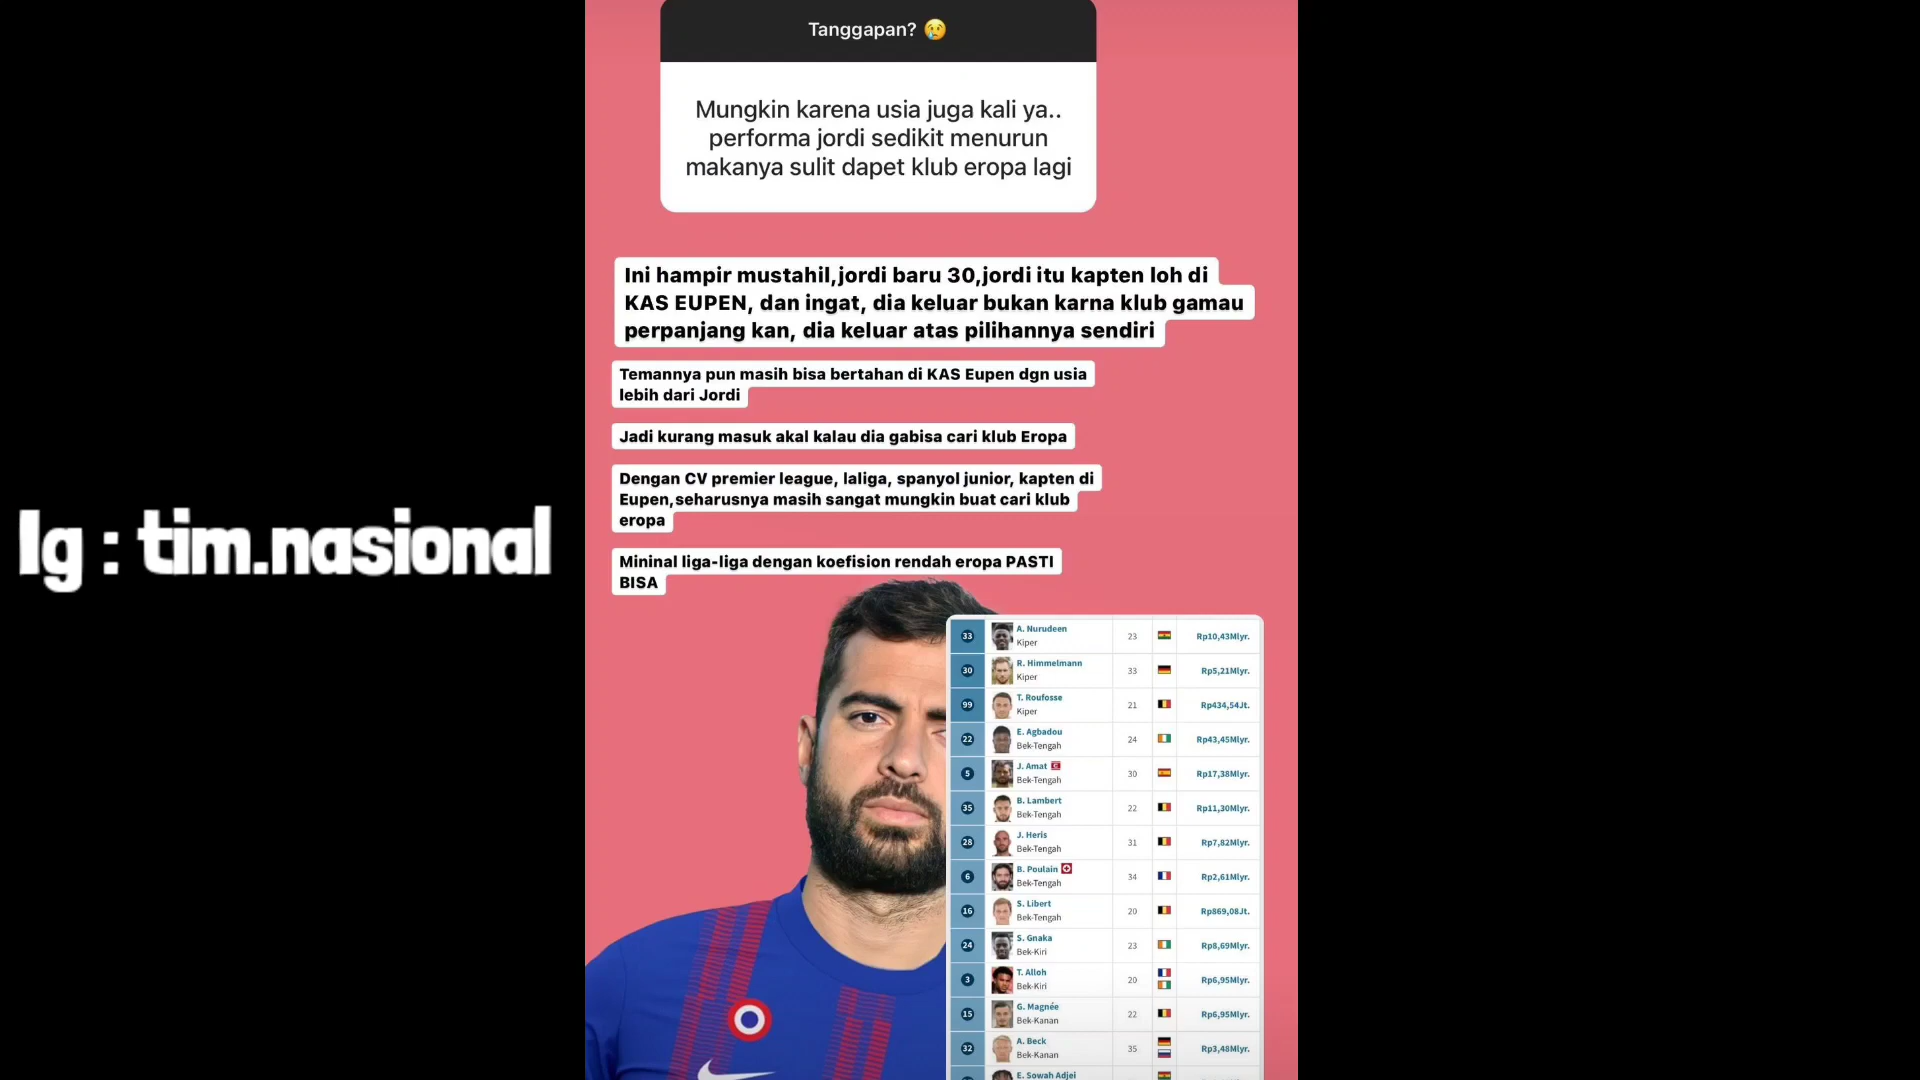 Tanggapan? 😢
Mungkin karena usia juga kali ya..
performa jordi sedikit menurun
makanya sulit dapet klub eropa lagi
Ini hampir mustahil,jordi baru 30,jordi itu kapten loh di
KAS EUPEN, dan ingat, dia keluar bukan karna klub gamau
perpanjang kan, dia keluar atas pilihannya sendiri
Temannya pun masih bisa bertahan di KAS Eupen dgn usia
lebih dari Jordi
Jadi kurang masuk akal kalau dia gabisa cari klub Eropa
Dengan CV premier league, laliga, spanyol junior, kapten di
Eupen,seharusnya masih sangat mungkin buat cari klub
eropa
Mininal liga-liga dengan koefision rendah eropa PASTI
BISA
Ig : tim.nasional
33 A. Nurudeen 23 Rp10,43Mlyr.
Kiper
30 R. Himmelmann 33 Rp5,21Mlyr.
Kiper
99 T. Roufosse 21 Rp434,54Jt.
Kiper
22 E. Agbadou 24 Rp43,45Mlyr.
Bek-Tengah
5 J. Amat 30 Rp17,38Mlyr.
Bek-Tengah
35 B. Lambert 22 Rp11,30Mlyr.
Bek-Tengah
28 J. Heris 31 Rp7,82Mlyr.
Bek-Tengah
6 B. Poulain 34 Rp2,61Mlyr.
Bek-Tengah
16 S. Libert 20 Rp869,08Jt.
Bek-Tengah
24 S. Gnaka 23 Rp8,69Mlyr.
Bek-Kiri
3 T. Alloh 20 Rp6,95Mlyr.
Bek-Kiri
15 G. Magnée 22 Rp6,95Mlyr.
Bek-Kanan
32 A. Beck 35 Rp3,48Mlyr.
Bek-Kanan
E. Sowah Adjei